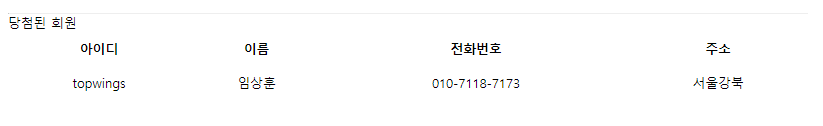 당첨된 회원
아이디 이름 전화번호 주소
topwings 임상훈 010-7118-7173 서울강북